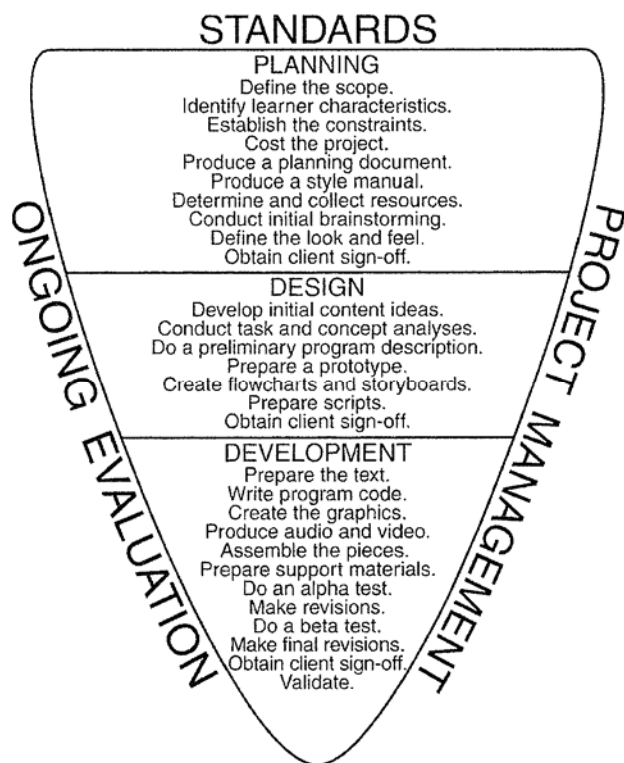 STANDARDS
PLANNING
Define the scope.
Identify learner characteristics.
Establish the constraints.
Cost the project.
Produce a planning document.
Produce a style manual.
Determine and collect resources.
Conduct initial brainstorming.
Define the look and feel.
Obtain client sign-off.
DESIGN
Develop initial content ideas.
Conduct task and concept analyses.
Do a preliminary program description.
Prepare a prototype.
Create flowcharts and storyboards.
Prepare scripts.
Obtain client sign-off.
DEVELOPMENT
Prepare the text.
Write program code.
Create the graphics.
Produce audio and video.
Assemble the pieces.
Prepare support materials.
Do an alpha test.
Make revisions.
Do a beta test.
Make final revisions.
Obtain client sign-off.
Validate.
ONGOING EVALUATION
PROJECT MANAGEMENT